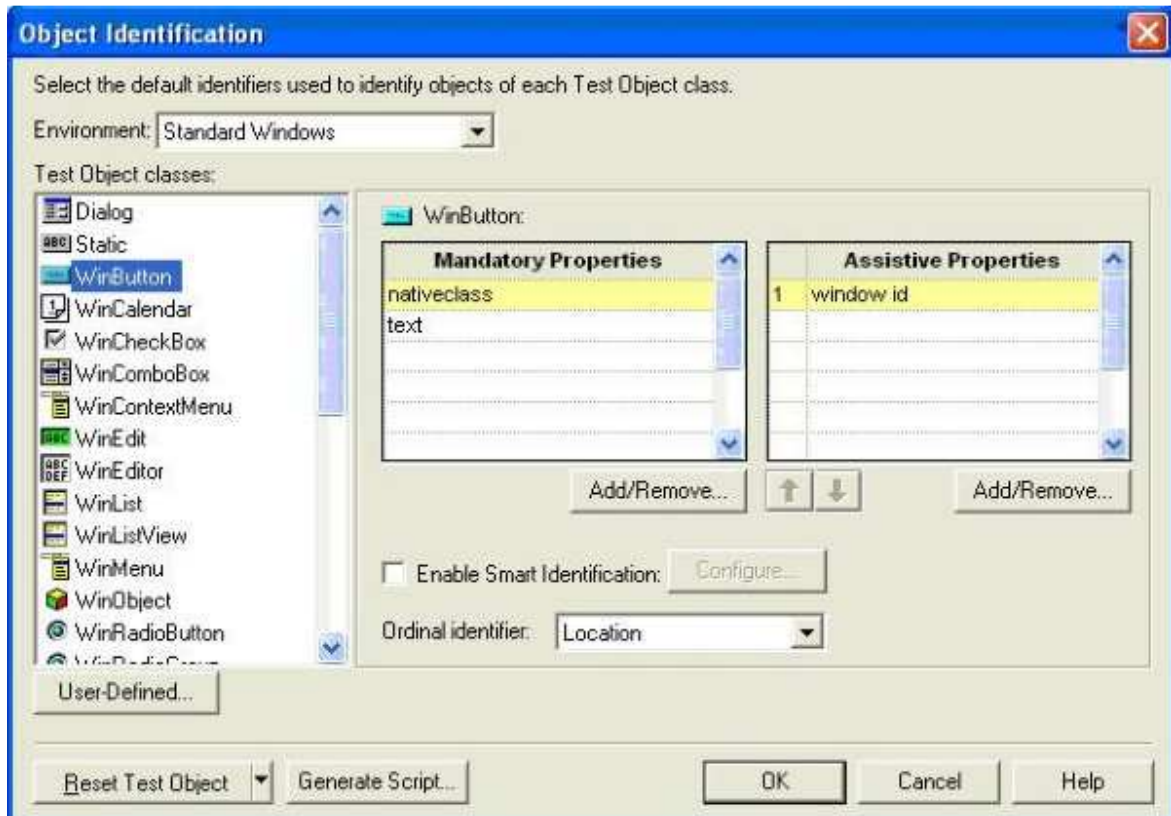 Object Identification
Select the default identifiers used to identify objects of each Test Object class.
Environment: Standard Windows
Test Object classes:
Dialog
Static
WinButton
WinCalendar
WinCheckBox
WinComboBox
WinContextMenu
WinEdit
WinEditor
WinList
WinListView
WinMenu
WinObject
WinRadioButton
User-Defined...
WinButton:
Mandatory Properties
nativeclass
text
Add/Remove...
Assistive Properties
1 window id
Add/Remove...
Enable Smart Identification: Configure...
Ordinal identifier: Location
Reset Test Object
Generate Script...
OK
Cancel
Help